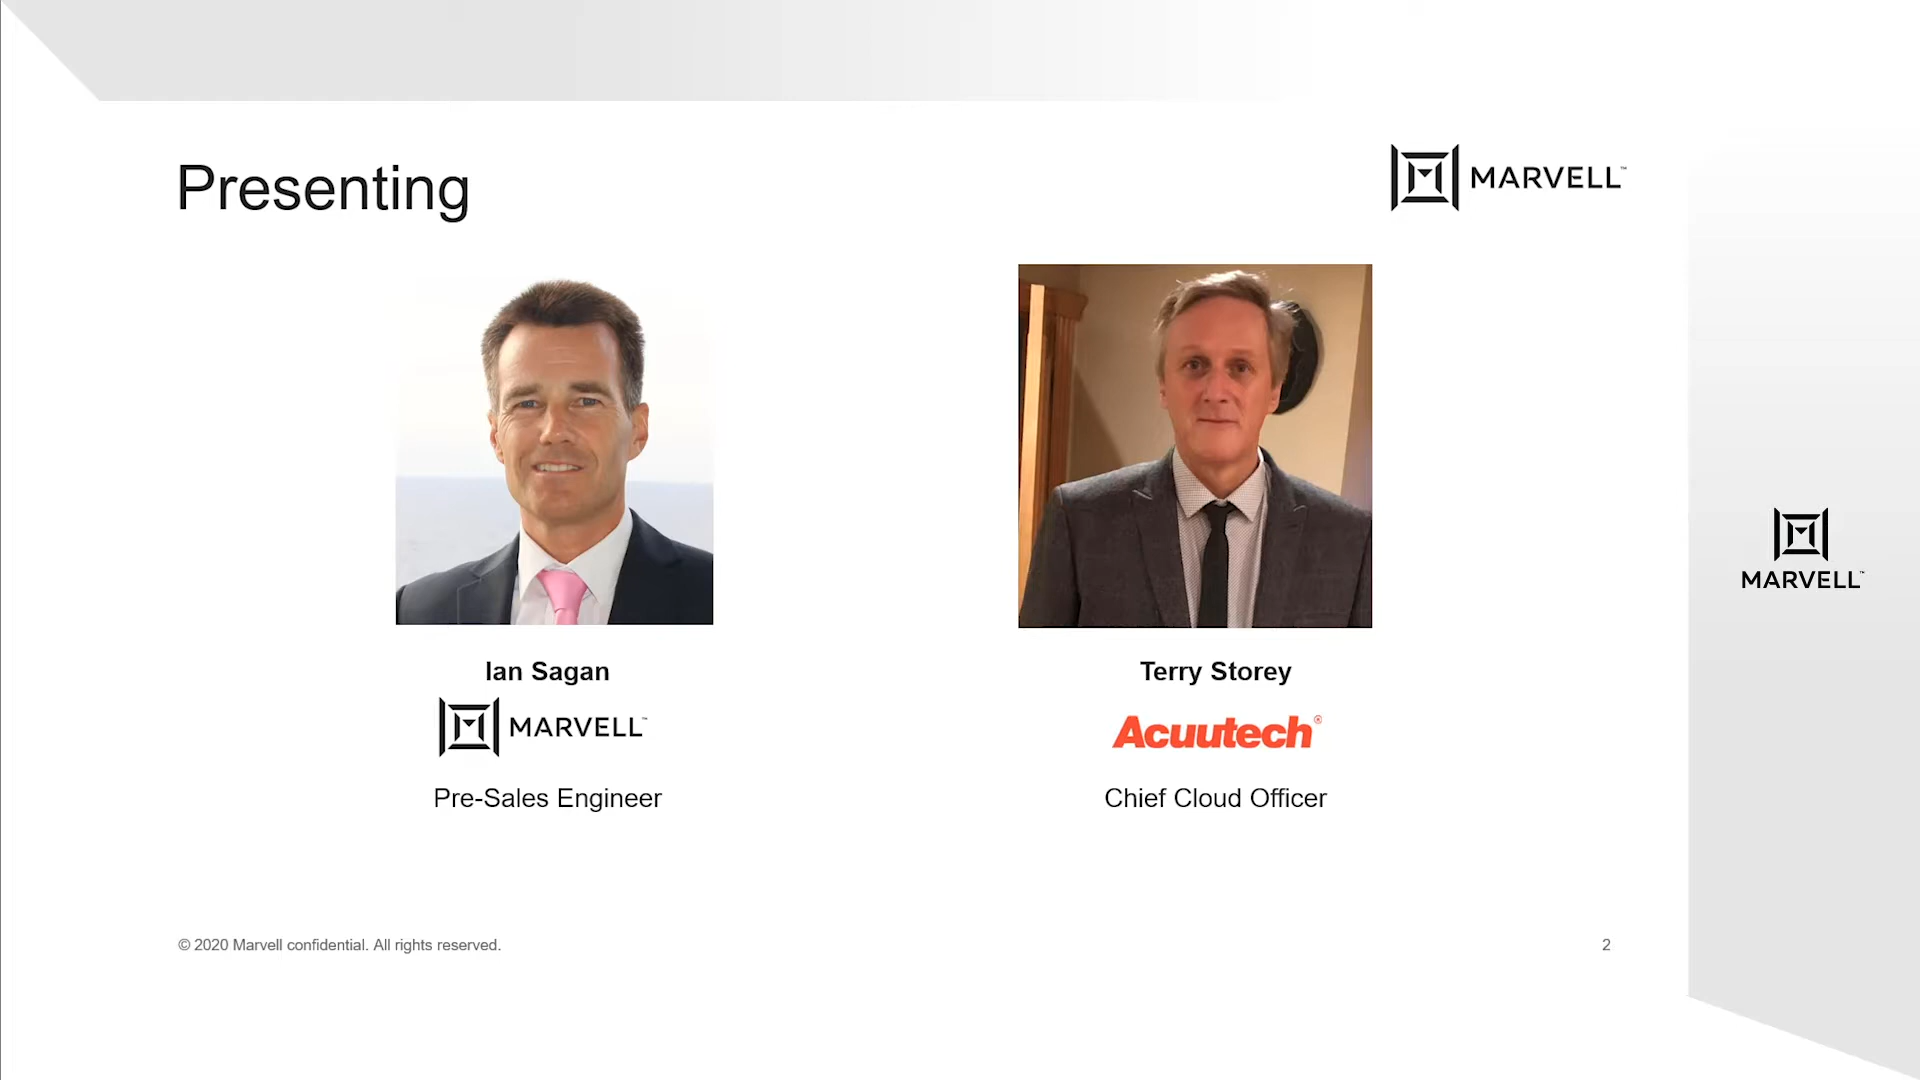 Presenting
MARVELL™
Ian Sagan
MARVELL™
Pre-Sales Engineer
Terry Storey
Acuutech®
Chief Cloud Officer
MARVELL™
© 2020 Marvell confidential. All rights reserved.
2